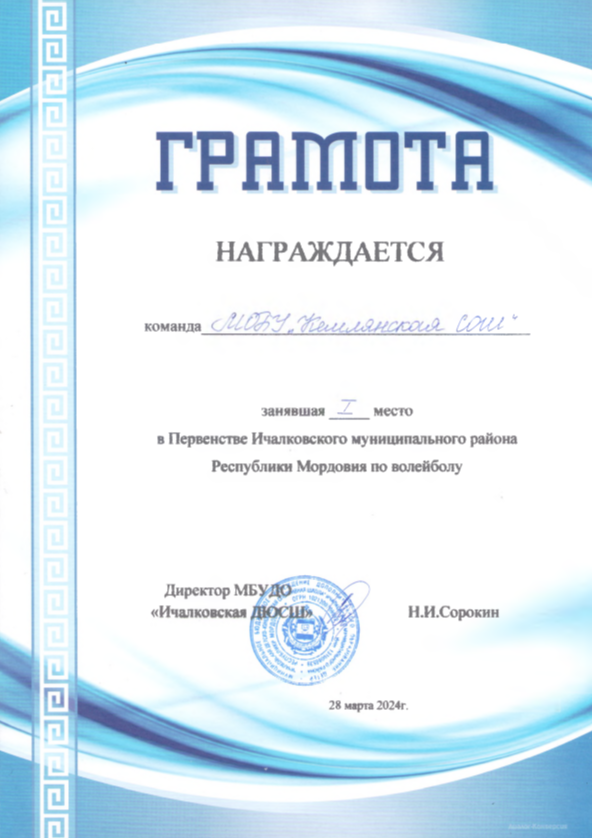 ГРАМОТА
НАГРАЖДАЕТСЯ
команда МОБУ "Кемлянская СОШ"
занявшая I место
в Первенстве Ичалковского муниципального района
Республики Мордовия по волейболу
Директор МБУДО
«Ичалковская ДЮСШ»
Н.И.Сорокин
28 марта 2024г.